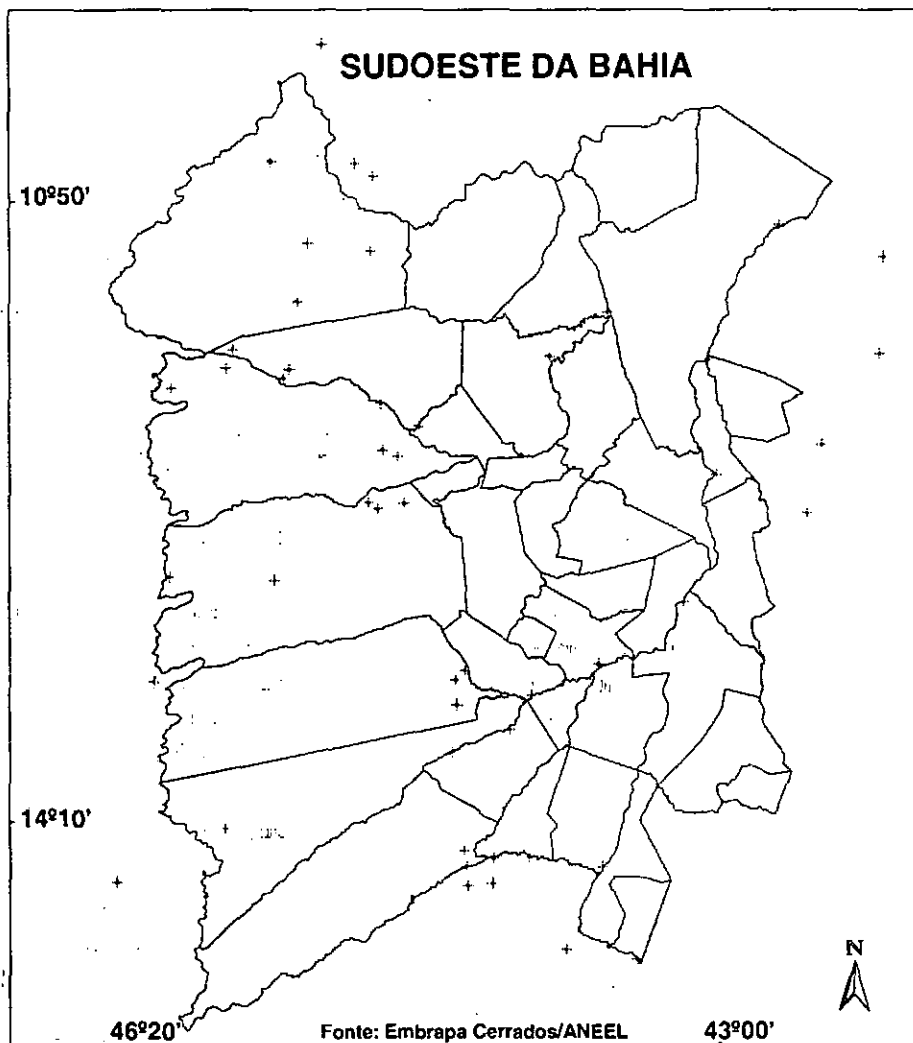 SUDOESTE DA BAHIA
10º50'
14º10'
N
46º20'
Fonte: Embrapa Cerrados/ANEEL
43º00'